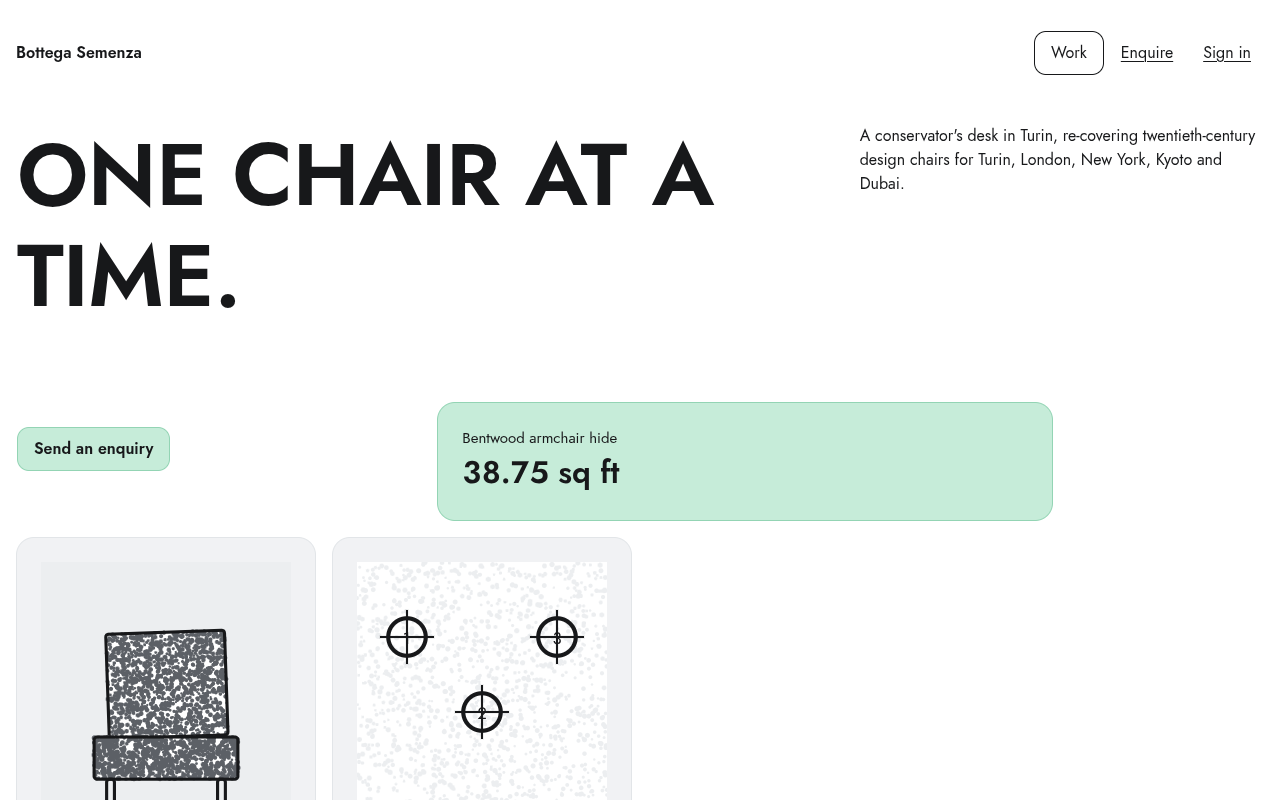 Bottega Semenza
Work
Enquire
Sign in
ONE CHAIR AT A
TIME.
A conservator's desk in Turin, re-covering twentieth-century
design chairs for Turin, London, New York, Kyoto and
Dubai.
Send an enquiry
Bentwood armchair hide
38.75 sq ft
1
3
2